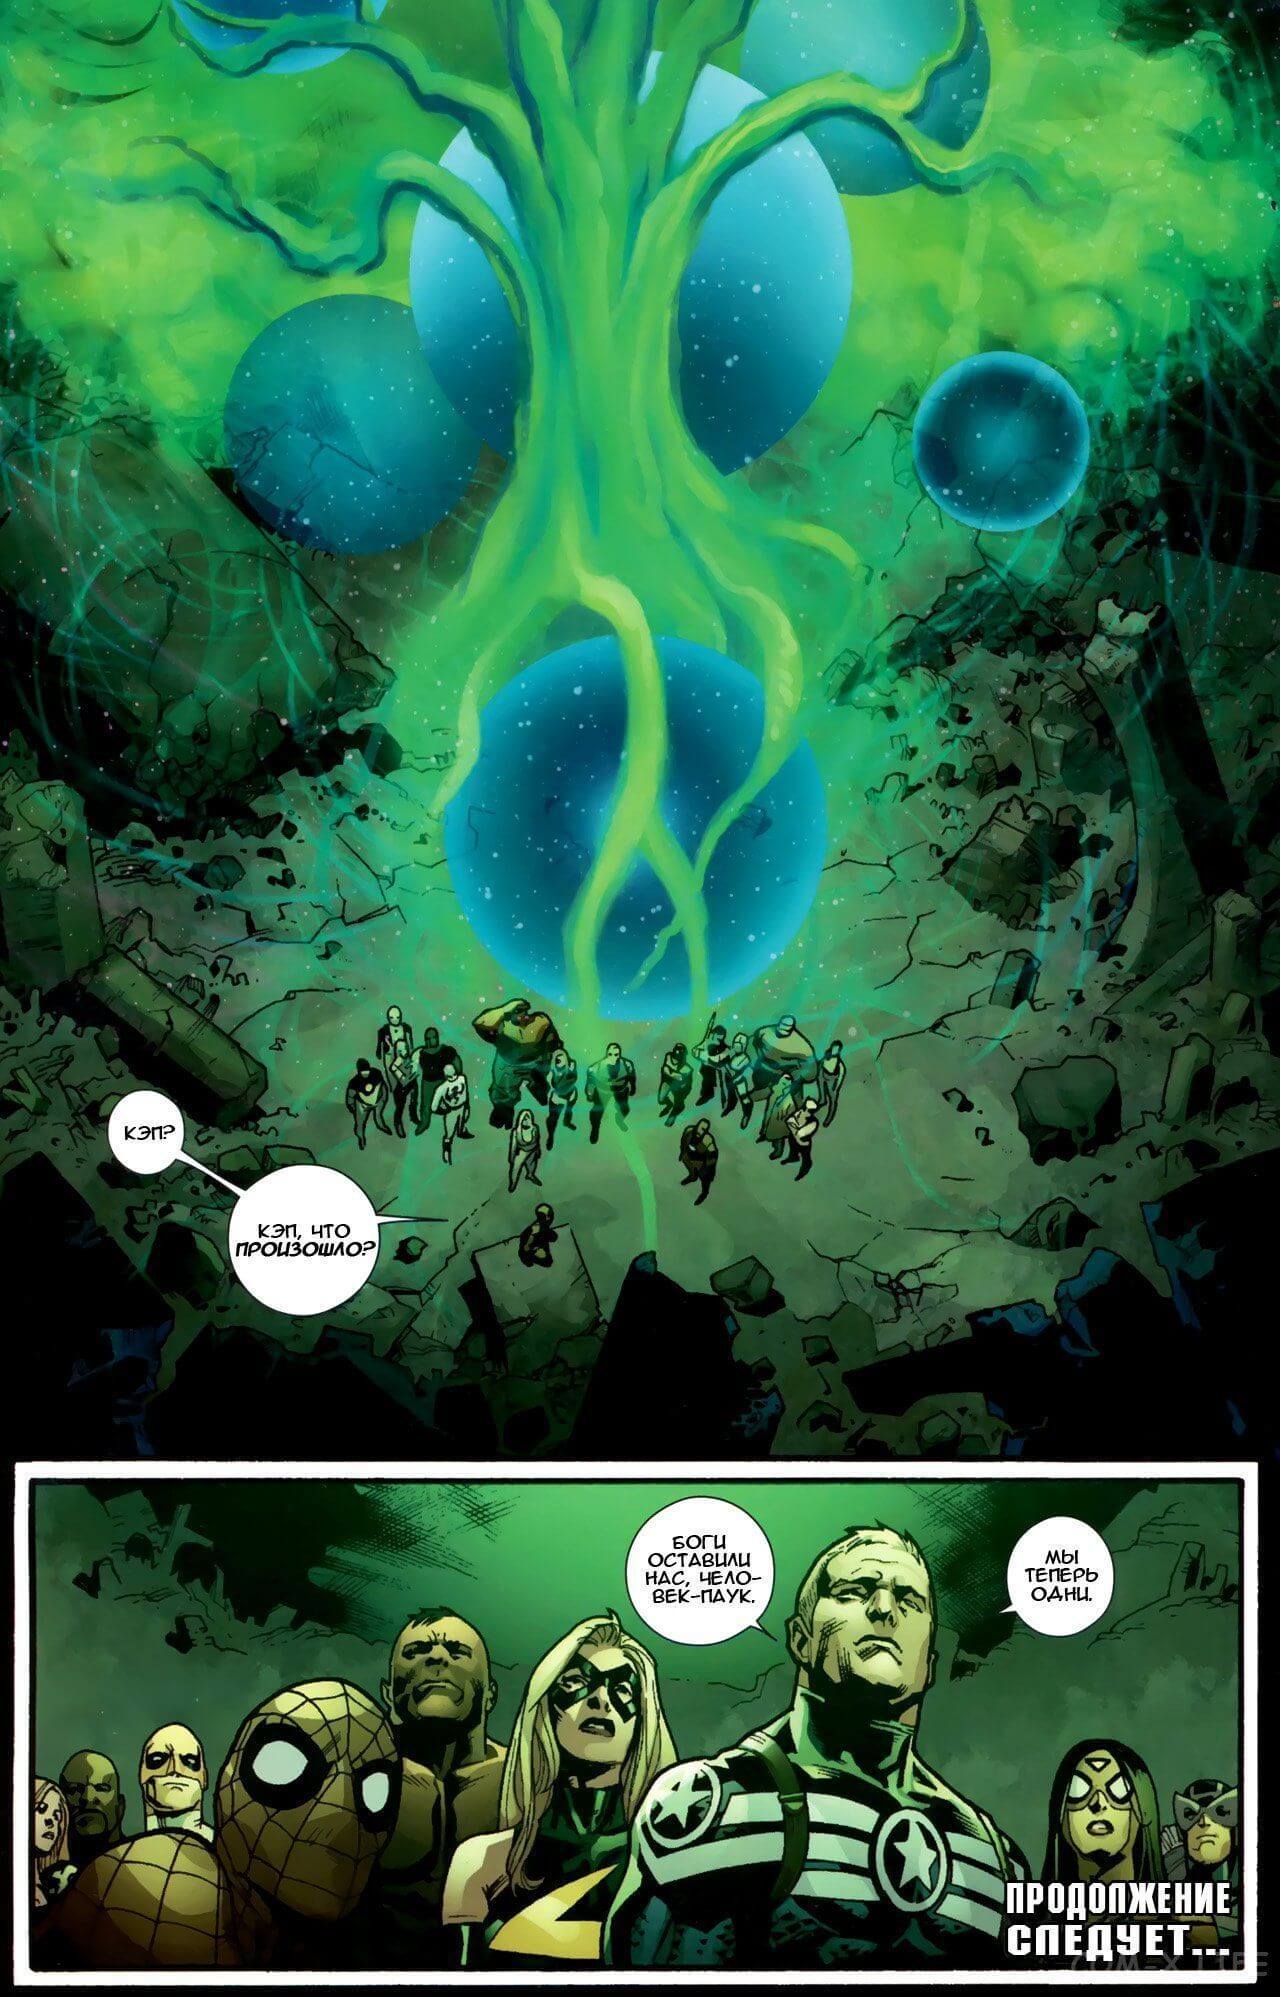 КЭП?
КЭП, ЧТО
ПРОИЗОШЛО?
БОГИ
ОСТАВИЛИ
НАС, ЧЕЛО-
ВЕК-ПАУК.
МЫ
ТЕПЕРЬ
ОДНИ.
ПРОДОЛЖЕНИЕ
СЛЕДУЕТ...